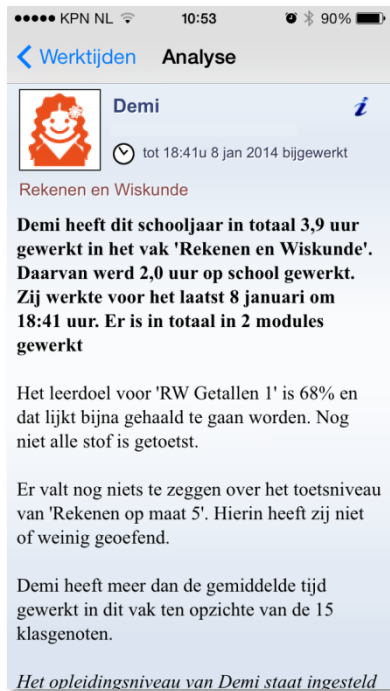 KPN NL 10:53 90%
Werktijden Analyse
Demi
tot 18:41u 8 jan 2014 bijgewerkt
Rekenen en Wiskunde
Demi heeft dit schooljaar in totaal 3,9 uur
gewerkt in het vak 'Rekenen en Wiskunde'.
Daarvan werd 2,0 uur op school gewerkt.
Zij werkte voor het laatst 8 januari om
18:41 uur. Er is in totaal in 2 modules
gewerkt
Het leerdoel voor 'RW Getallen 1' is 68% en
dat lijkt bijna gehaald te gaan worden. Nog
niet alle stof is getoetst.
Er valt nog niets te zeggen over het toetsniveau
van 'Rekenen op maat 5'. Hierin heeft zij niet
of weinig geoefend.
Demi heeft meer dan de gemiddelde tijd
gewerkt in dit vak ten opzichte van de 15
klasgenoten.
Het opleidingsniveau van Demi staat ingesteld